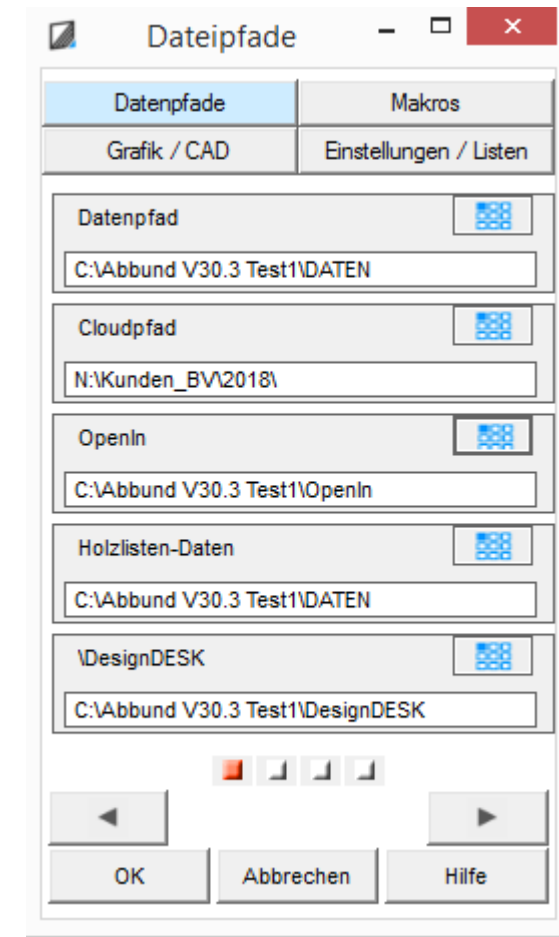 Dateipfade
Datenpfade
Makros
Grafik / CAD
Einstellungen / Listen
Datenpfad
C:\Abbund V30.3 Test1\DATEN
Cloudpfad
N:\Kunden_BV\2018\
OpenIn
C:\Abbund V30.3 Test1\OpenIn
Holzlisten-Daten
C:\Abbund V30.3 Test1\DATEN
\DesignDESK
C:\Abbund V30.3 Test1\DesignDESK
OK
Abbrechen
Hilfe